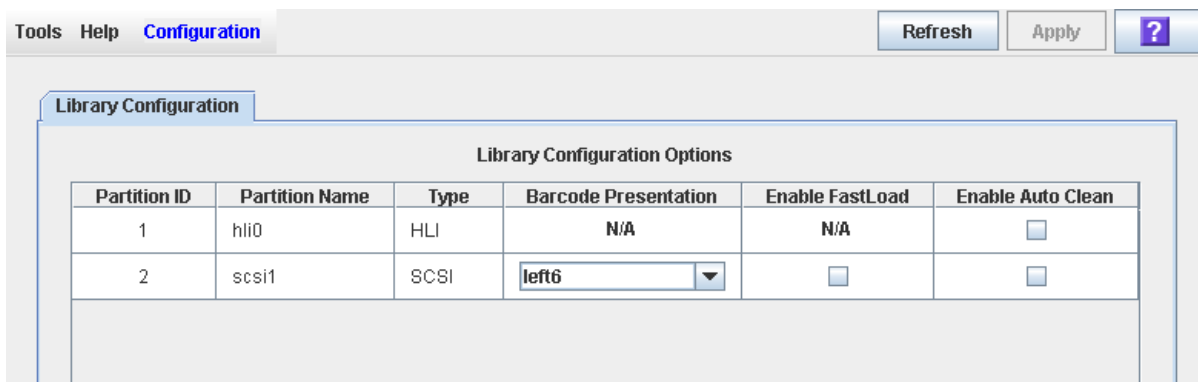 Tools Help Configuration Refresh Apply ?
Library Configuration
Library Configuration Options
Partition ID Partition Name Type Barcode Presentation Enable FastLoad Enable Auto Clean
1 hli0 HLI N/A N/A
2 scsi1 SCSI left6